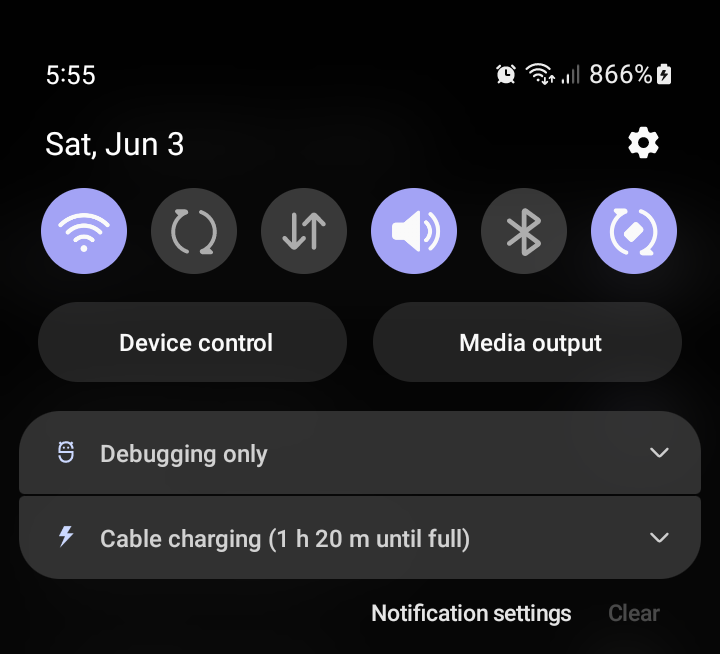 5:55 866%
Sat, Jun 3
Device control Media output
Debugging only
Cable charging (1 h 20 m until full)
Notification settings Clear